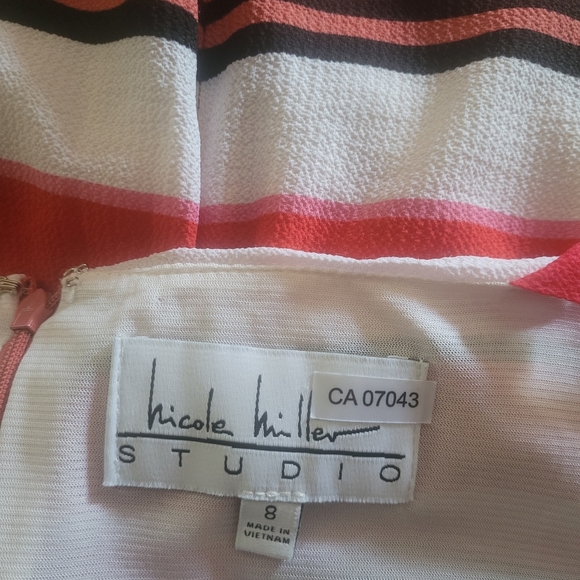 nicole miller
CA 07043
STUDIO
8
MADE IN
VIETNAM